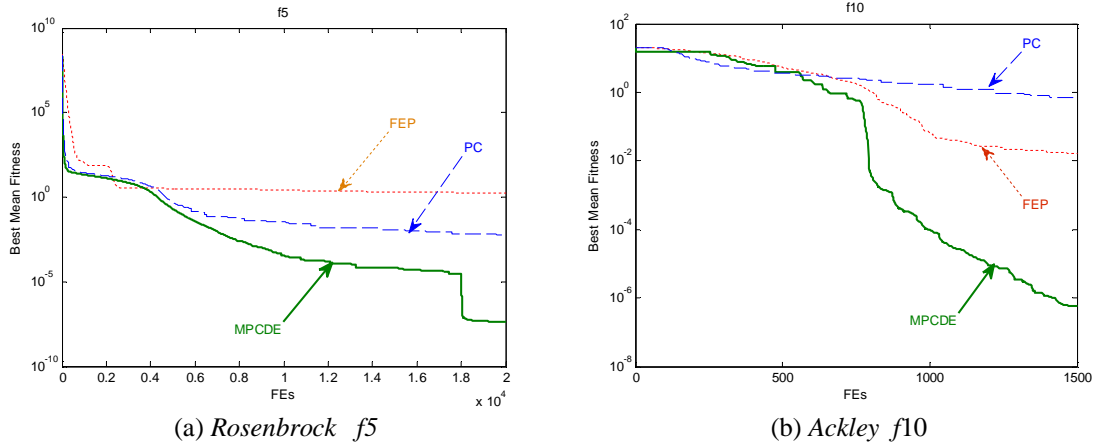 f5
10^10
10^5
10^0
10^-5
10^-10
Best Mean Fitness
FEP
PC
MPCDE
0 0.2 0.4 0.6 0.8 1 1.2 1.4 1.6 1.8 2
x 10^4
FEs
(a) Rosenbrock f5
f10
10^2
10^0
10^-2
10^-4
10^-6
10^-8
Best Mean Fitness
PC
FEP
MPCDE
0 500 1000 1500
FEs
(b) Ackley f10